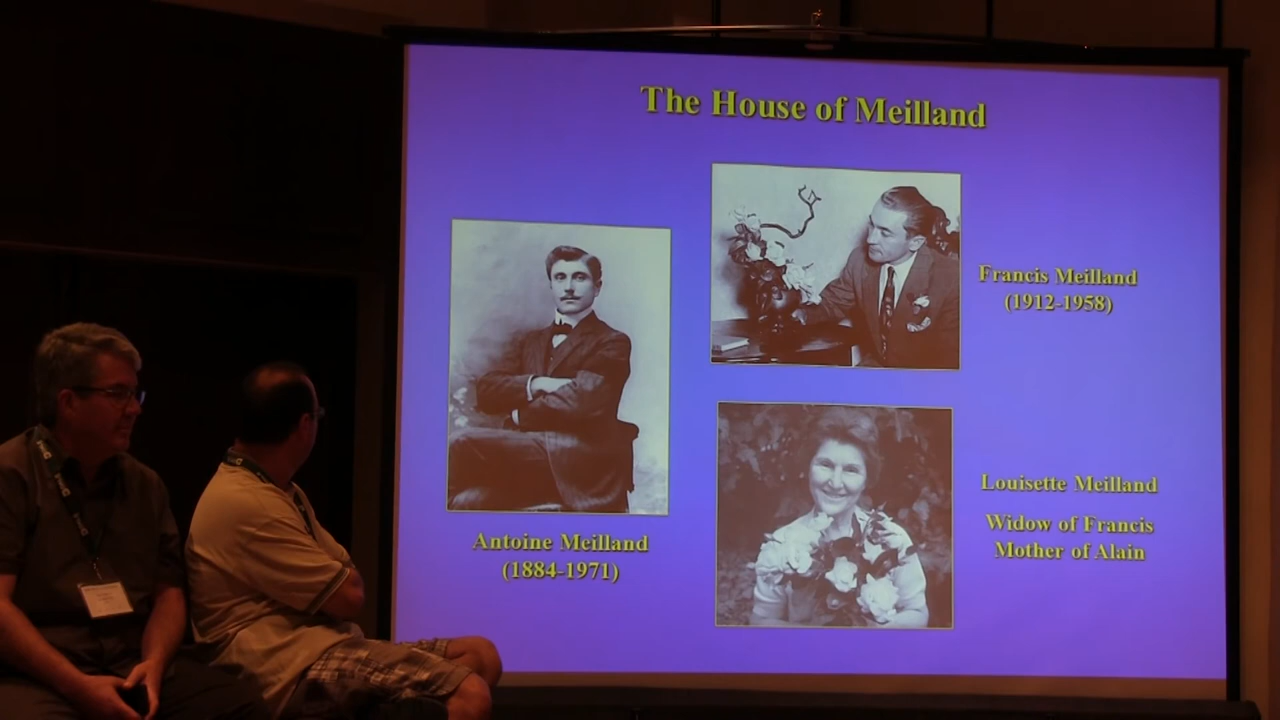 The House of Meilland
Francis Meilland
(1912-1958)
Antoine Meilland
(1884-1971)
Louisette Meilland
Widow of Francis
Mother of Alain